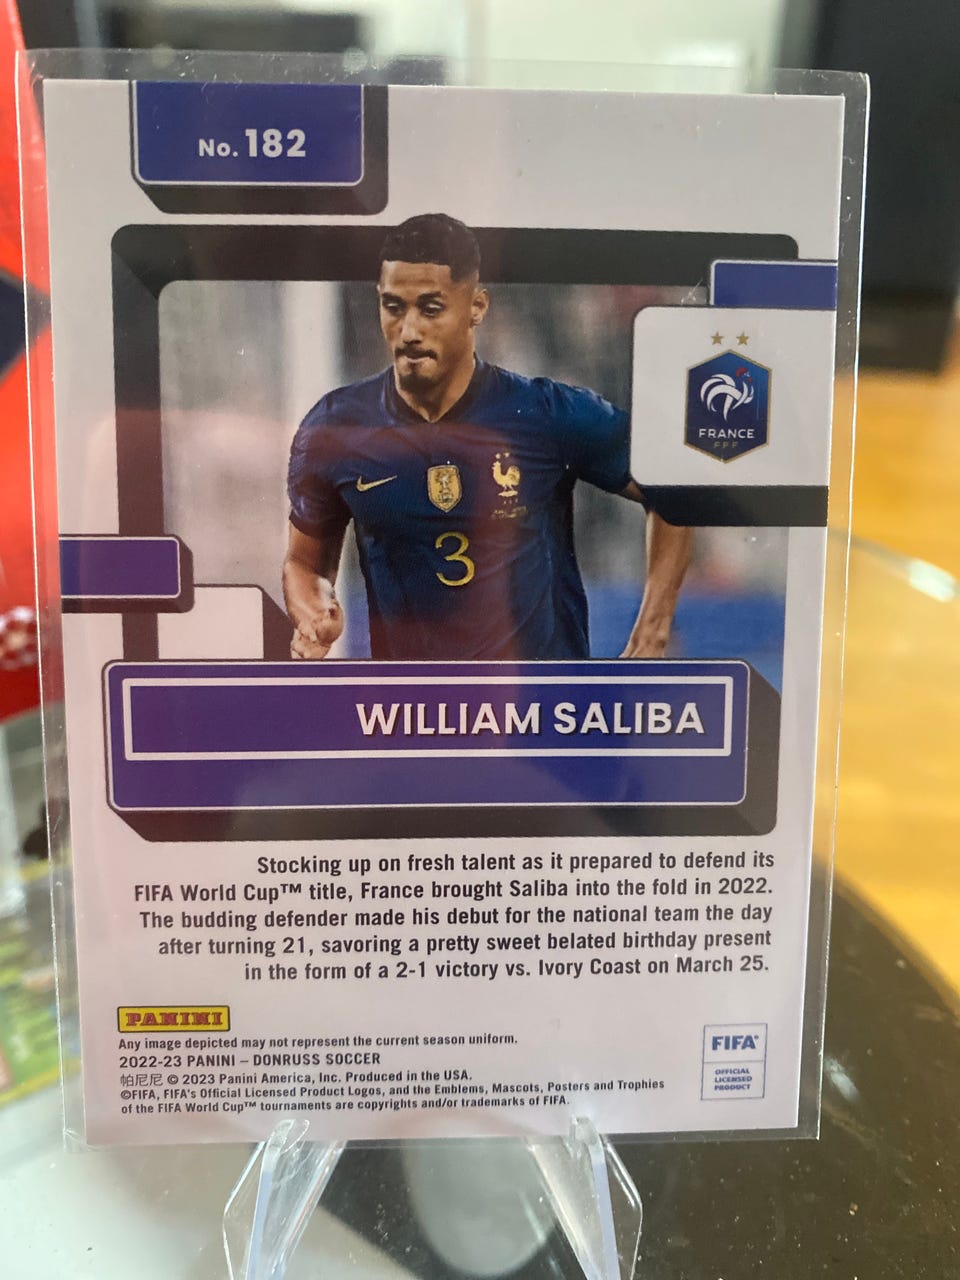 No. 182
FRANCE
FFF
3
WILLIAM SALIBA
Stocking up on fresh talent as it prepared to defend its
FIFA World Cup™ title, France brought Saliba into the fold in 2022.
The budding defender made his debut for the national team the day
after turning 21, savoring a pretty sweet belated birthday present
in the form of a 2-1 victory vs. Ivory Coast on March 25.
PANINI
Any image depicted may not represent the current season uniform.
2022-23 PANINI – DONRUSS SOCCER
帕尼尼 © 2023 Panini America, Inc. Produced in the USA.
©FIFA, FIFA's Official Licensed Product Logos, and the Emblems, Mascots, Posters and Trophies
of the FIFA World Cup™ tournaments are copyrights and/or trademarks of FIFA.
FIFA®
OFFICIAL
LICENSED
PRODUCT